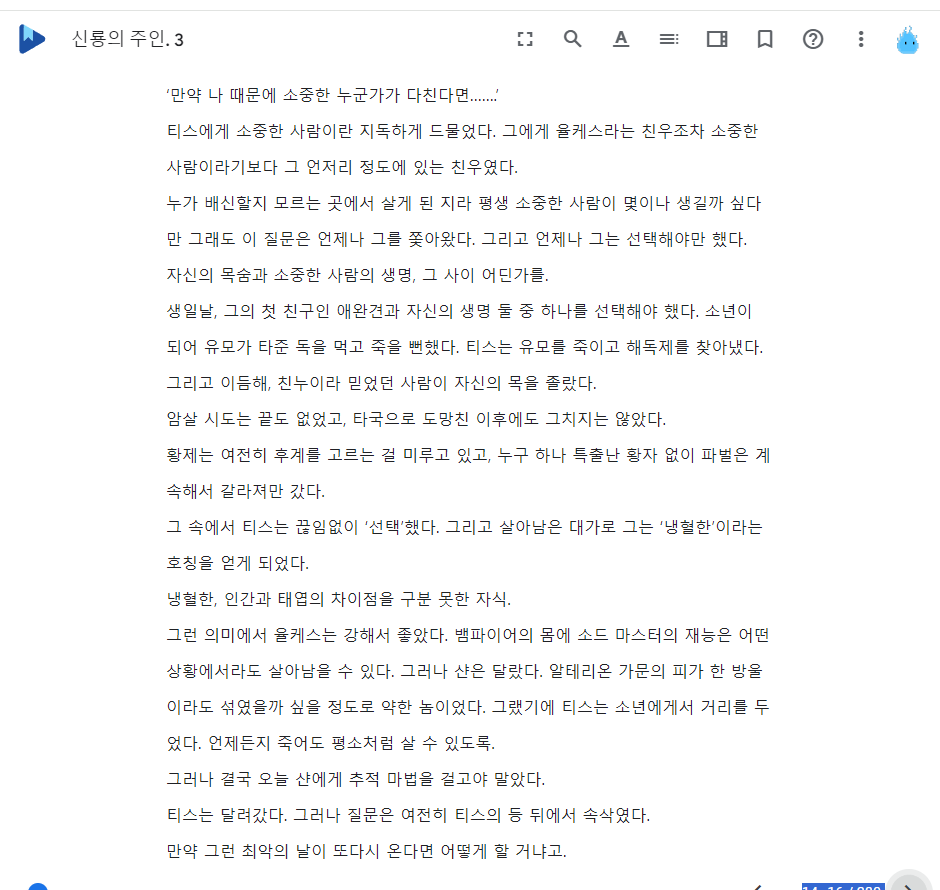 신룡의 주인. 3
‘만약 나 때문에 소중한 누군가가 다친다면…….’
티스에게 소중한 사람이란 지독하게 드물었다. 그에게 율케스라는 친우조차 소중한
사람이라기보다 그 언저리 정도에 있는 친우였다.
누가 배신할지 모르는 곳에서 살게 된 지라 평생 소중한 사람이 몇이나 생길까 싶다
만 그래도 이 질문은 언제나 그를 쫓아왔다. 그리고 언제나 그는 선택해야만 했다.
자신의 목숨과 소중한 사람의 생명, 그 사이 어딘가를.
생일날, 그의 첫 친구인 애완견과 자신의 생명 둘 중 하나를 선택해야 했다. 소년이
되어 유모가 타준 독을 먹고 죽을 뻔했다. 티스는 유모를 죽이고 해독제를 찾아냈다.
그리고 이듬해, 친누이라 믿었던 사람이 자신의 목을 졸랐다.
암살 시도는 끝도 없었고, 타국으로 도망친 이후에도 그치지는 않았다.
황제는 여전히 후계를 고르는 걸 미루고 있고, 누구 하나 특출난 황자 없이 파벌은 계
속해서 갈라져만 갔다.
그 속에서 티스는 끊임없이 ‘선택’했다. 그리고 살아남은 대가로 그는 ‘냉혈한’이라는
호칭을 얻게 되었다.
냉혈한, 인간과 태엽의 차이점을 구분 못한 자식.
그런 의미에서 율케스는 강해서 좋았다. 뱀파이어의 몸에 소드 마스터의 재능은 어떤
상황에서라도 살아남을 수 있다. 그러나 샨은 달랐다. 알테리온 가문의 피가 한 방울
이라도 섞였을까 싶을 정도로 약한 놈이었다. 그랬기에 티스는 소년에게서 거리를 두
었다. 언제든지 죽어도 평소처럼 살 수 있도록.
그러나 결국 오늘 샨에게 추적 마법을 걸고야 말았다.
티스는 달려갔다. 그러나 질문은 여전히 티스의 등 뒤에서 속삭였다.
만약 그런 최악의 날이 또다시 온다면 어떻게 할 거냐고.